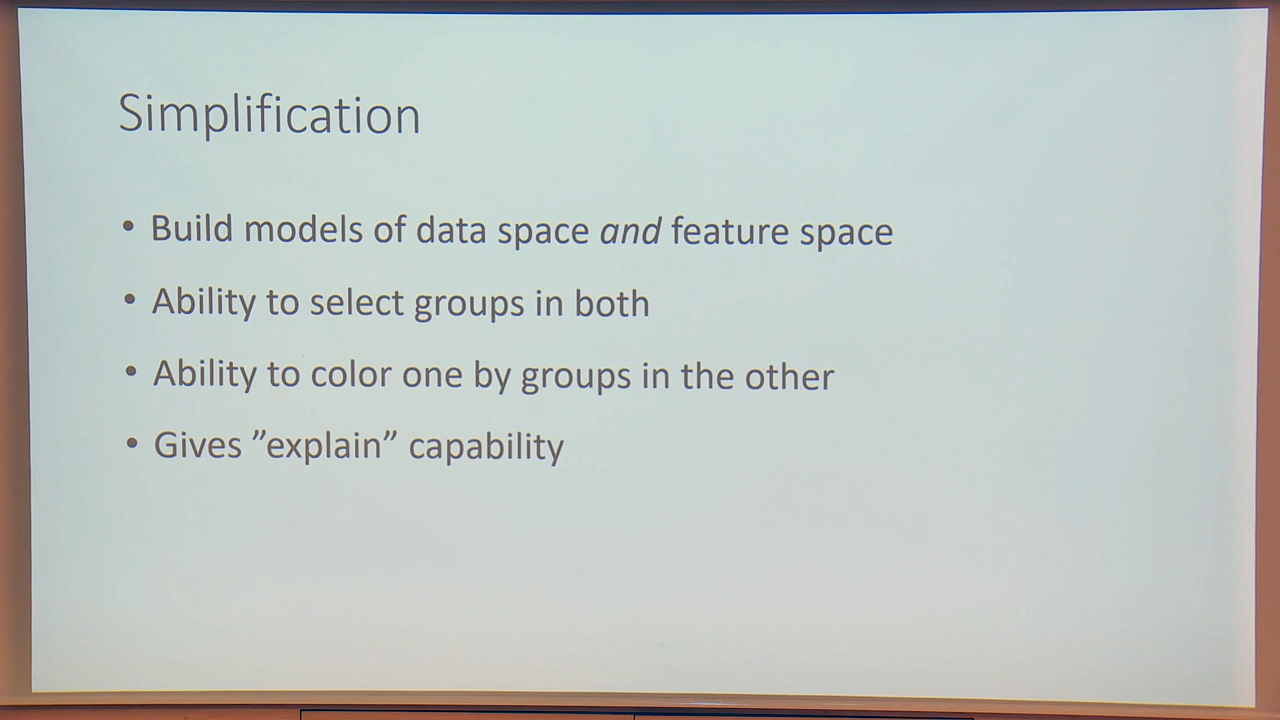 Simplification
• Build models of data space and feature space
• Ability to select groups in both
• Ability to color one by groups in the other
• Gives ”explain” capability